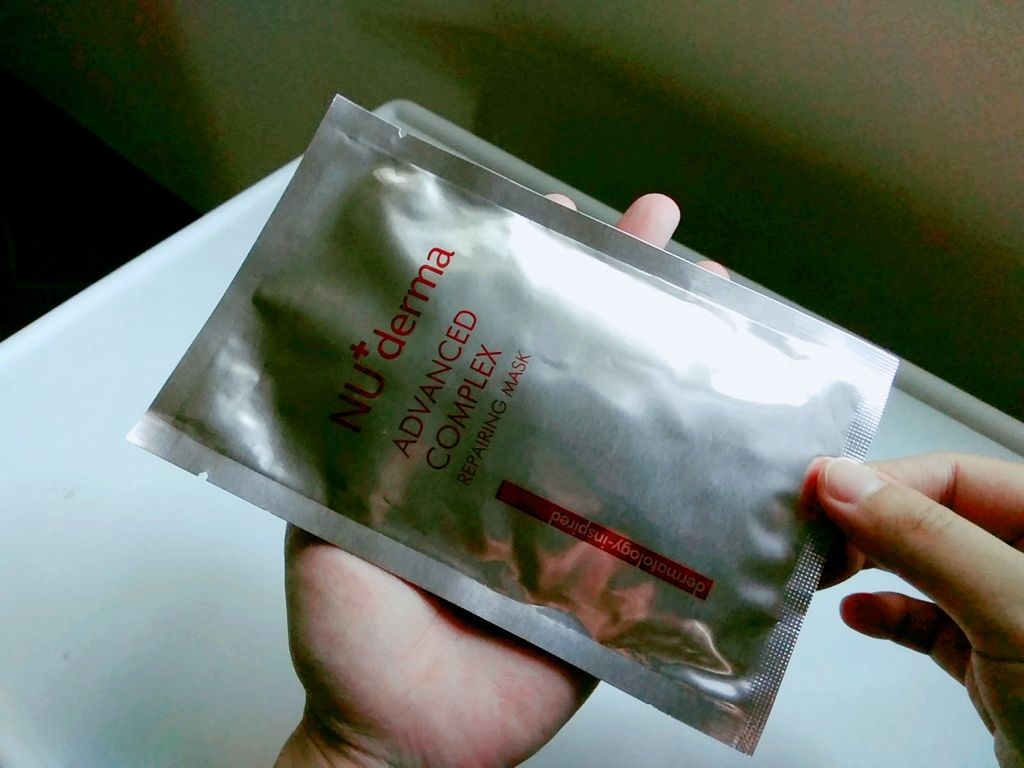 NU+derma
ADVANCED
COMPLEX
REPAIRING MASK
dermatology-inspired